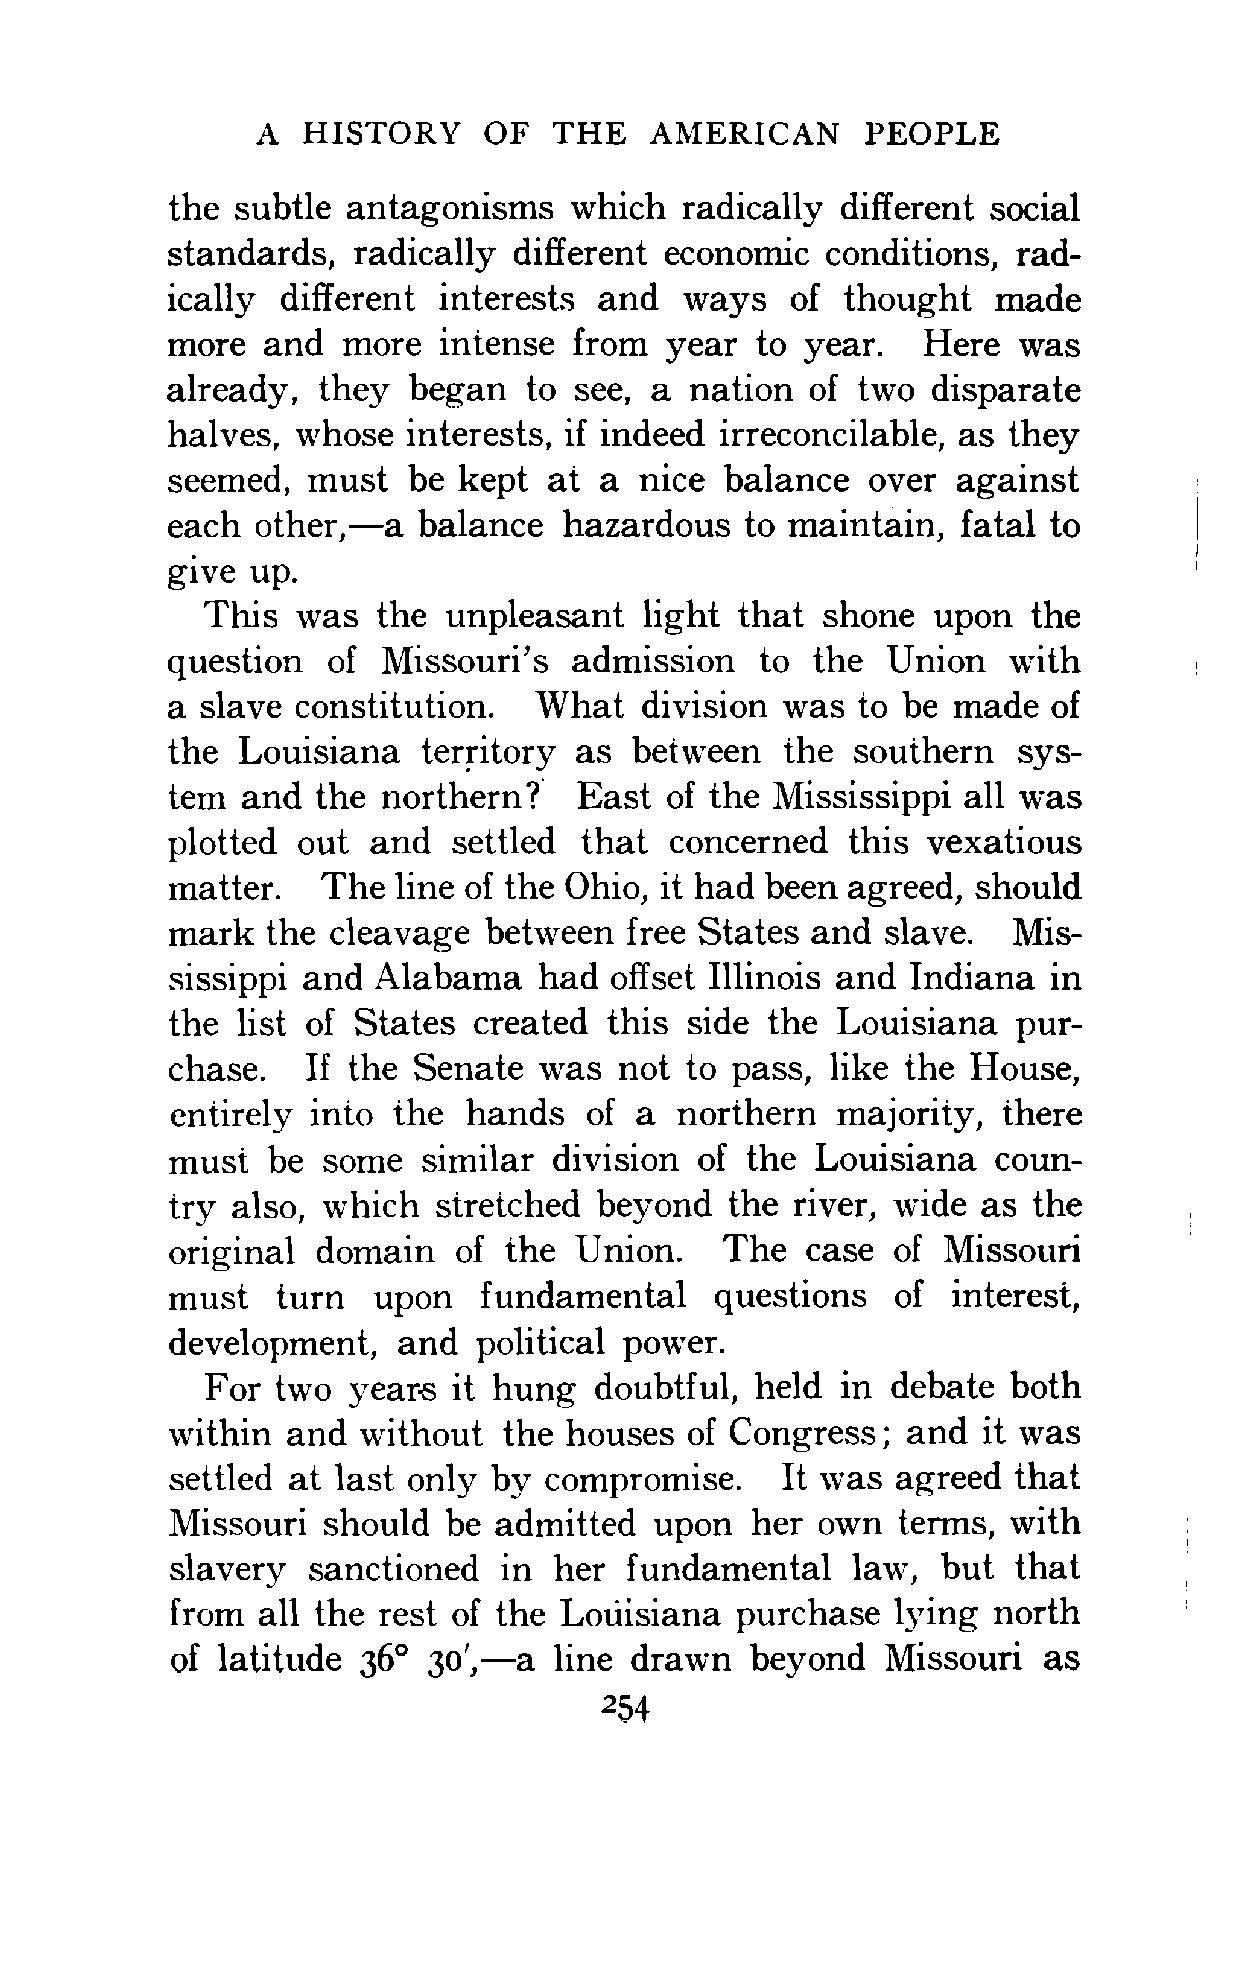 A HISTORY OF THE AMERICAN PEOPLE
the subtle antagonisms which radically different social
standards, radically different economic conditions, rad-
ically different interests and ways of thought made
more and more intense from year to year. Here was
already, they began to see, a nation of two disparate
halves, whose interests, if indeed irreconcilable, as they
seemed, must be kept at a nice balance over against
each other,—a balance hazardous to maintain, fatal to
give up.
This was the unpleasant light that shone upon the
question of Missouri's admission to the Union with
a slave constitution. What division was to be made of
the Louisiana territory as between the southern sys-
tem and the northern? East of the Mississippi all was
plotted out and settled that concerned this vexatious
matter. The line of the Ohio, it had been agreed, should
mark the cleavage between free States and slave. Mis-
sissippi and Alabama had offset Illinois and Indiana in
the list of States created this side the Louisiana pur-
chase. If the Senate was not to pass, like the House,
entirely into the hands of a northern majority, there
must be some similar division of the Louisiana coun-
try also, which stretched beyond the river, wide as the
original domain of the Union. The case of Missouri
must turn upon fundamental questions of interest,
development, and political power.
For two years it hung doubtful, held in debate both
within and without the houses of Congress; and it was
settled at last only by compromise. It was agreed that
Missouri should be admitted upon her own terms, with
slavery sanctioned in her fundamental law, but that
from all the rest of the Louisiana purchase lying north
of latitude 36° 30′,—a line drawn beyond Missouri as
254